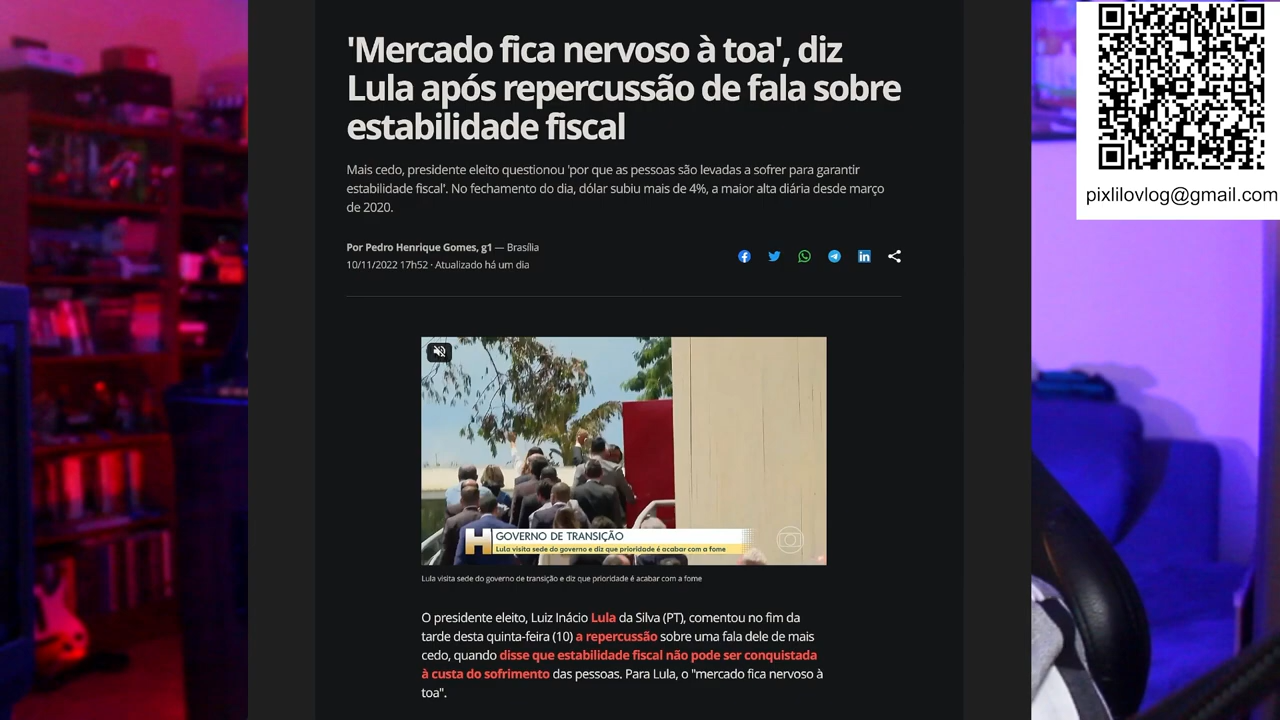 'Mercado fica nervoso à toa', diz
Lula após repercussão de fala sobre
estabilidade fiscal
Mais cedo, presidente eleito questionou 'por que as pessoas são levadas a sofrer para garantir
estabilidade fiscal'. No fechamento do dia, dólar subiu mais de 4%, a maior alta diária desde março
de 2020.
Por Pedro Henrique Gomes, g1 — Brasília
10/11/2022 17h52 · Atualizado há um dia
pixlilovlog@gmail.com
H
GOVERNO DE TRANSIÇÃO
Lula visita sede do governo e diz que prioridade é acabar com a fome
Lula visita sede do governo de transição e diz que prioridade é acabar com a fome
O presidente eleito, Luiz Inácio Lula da Silva (PT), comentou no fim da
tarde desta quinta-feira (10) a repercussão sobre uma fala dele de mais
cedo, quando disse que estabilidade fiscal não pode ser conquistada
à custa do sofrimento das pessoas. Para Lula, o "mercado fica nervoso à
toa".